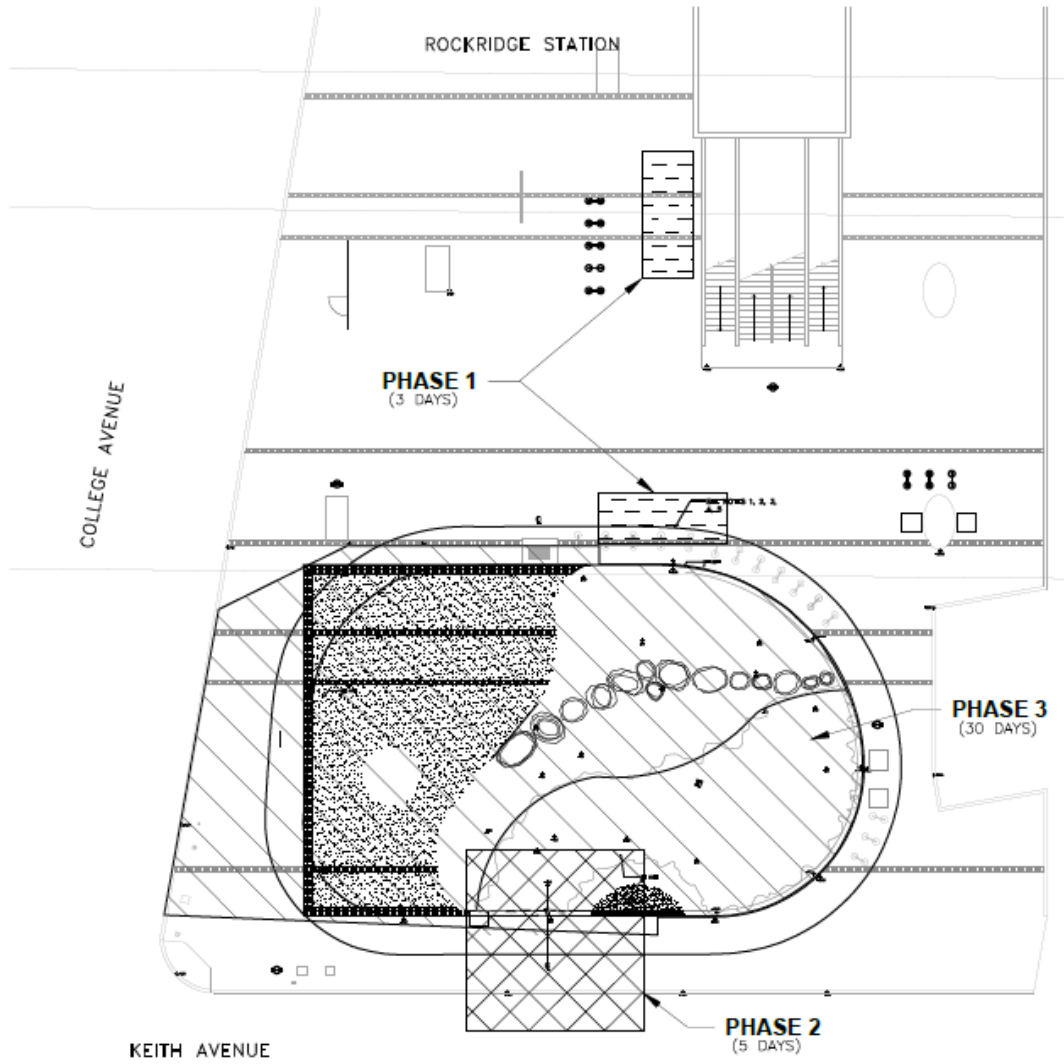 ROCKRIDGE STATION
PHASE 1
(3 DAYS)
COLLEGE AVENUE
PHASE 3
(30 DAYS)
PHASE 2
(5 DAYS)
KEITH AVENUE